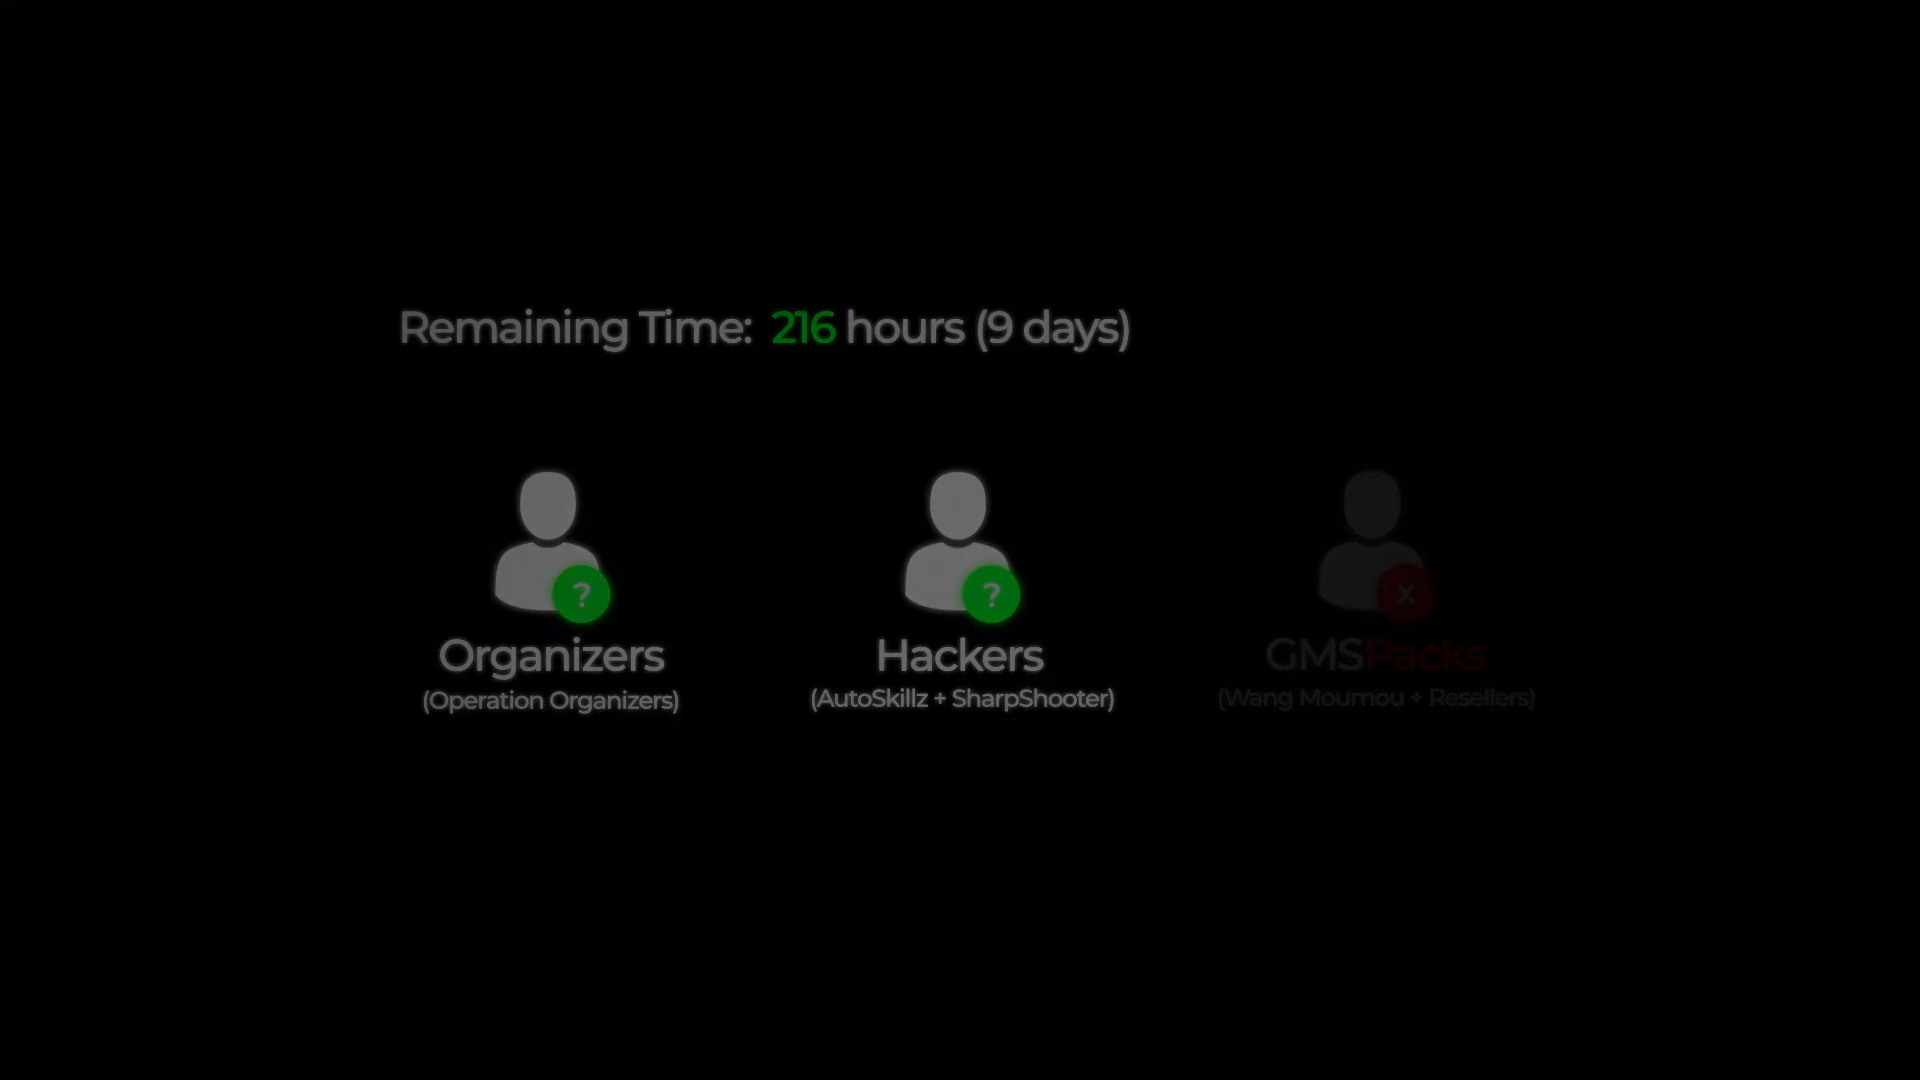 Remaining Time: 216 hours (9 days)
?
?
x
Organizers
Hackers
GMSPacks
(Operation Organizers)
(AutoSkillz + SharpShooter)
(Wang Moumou + Resellers)